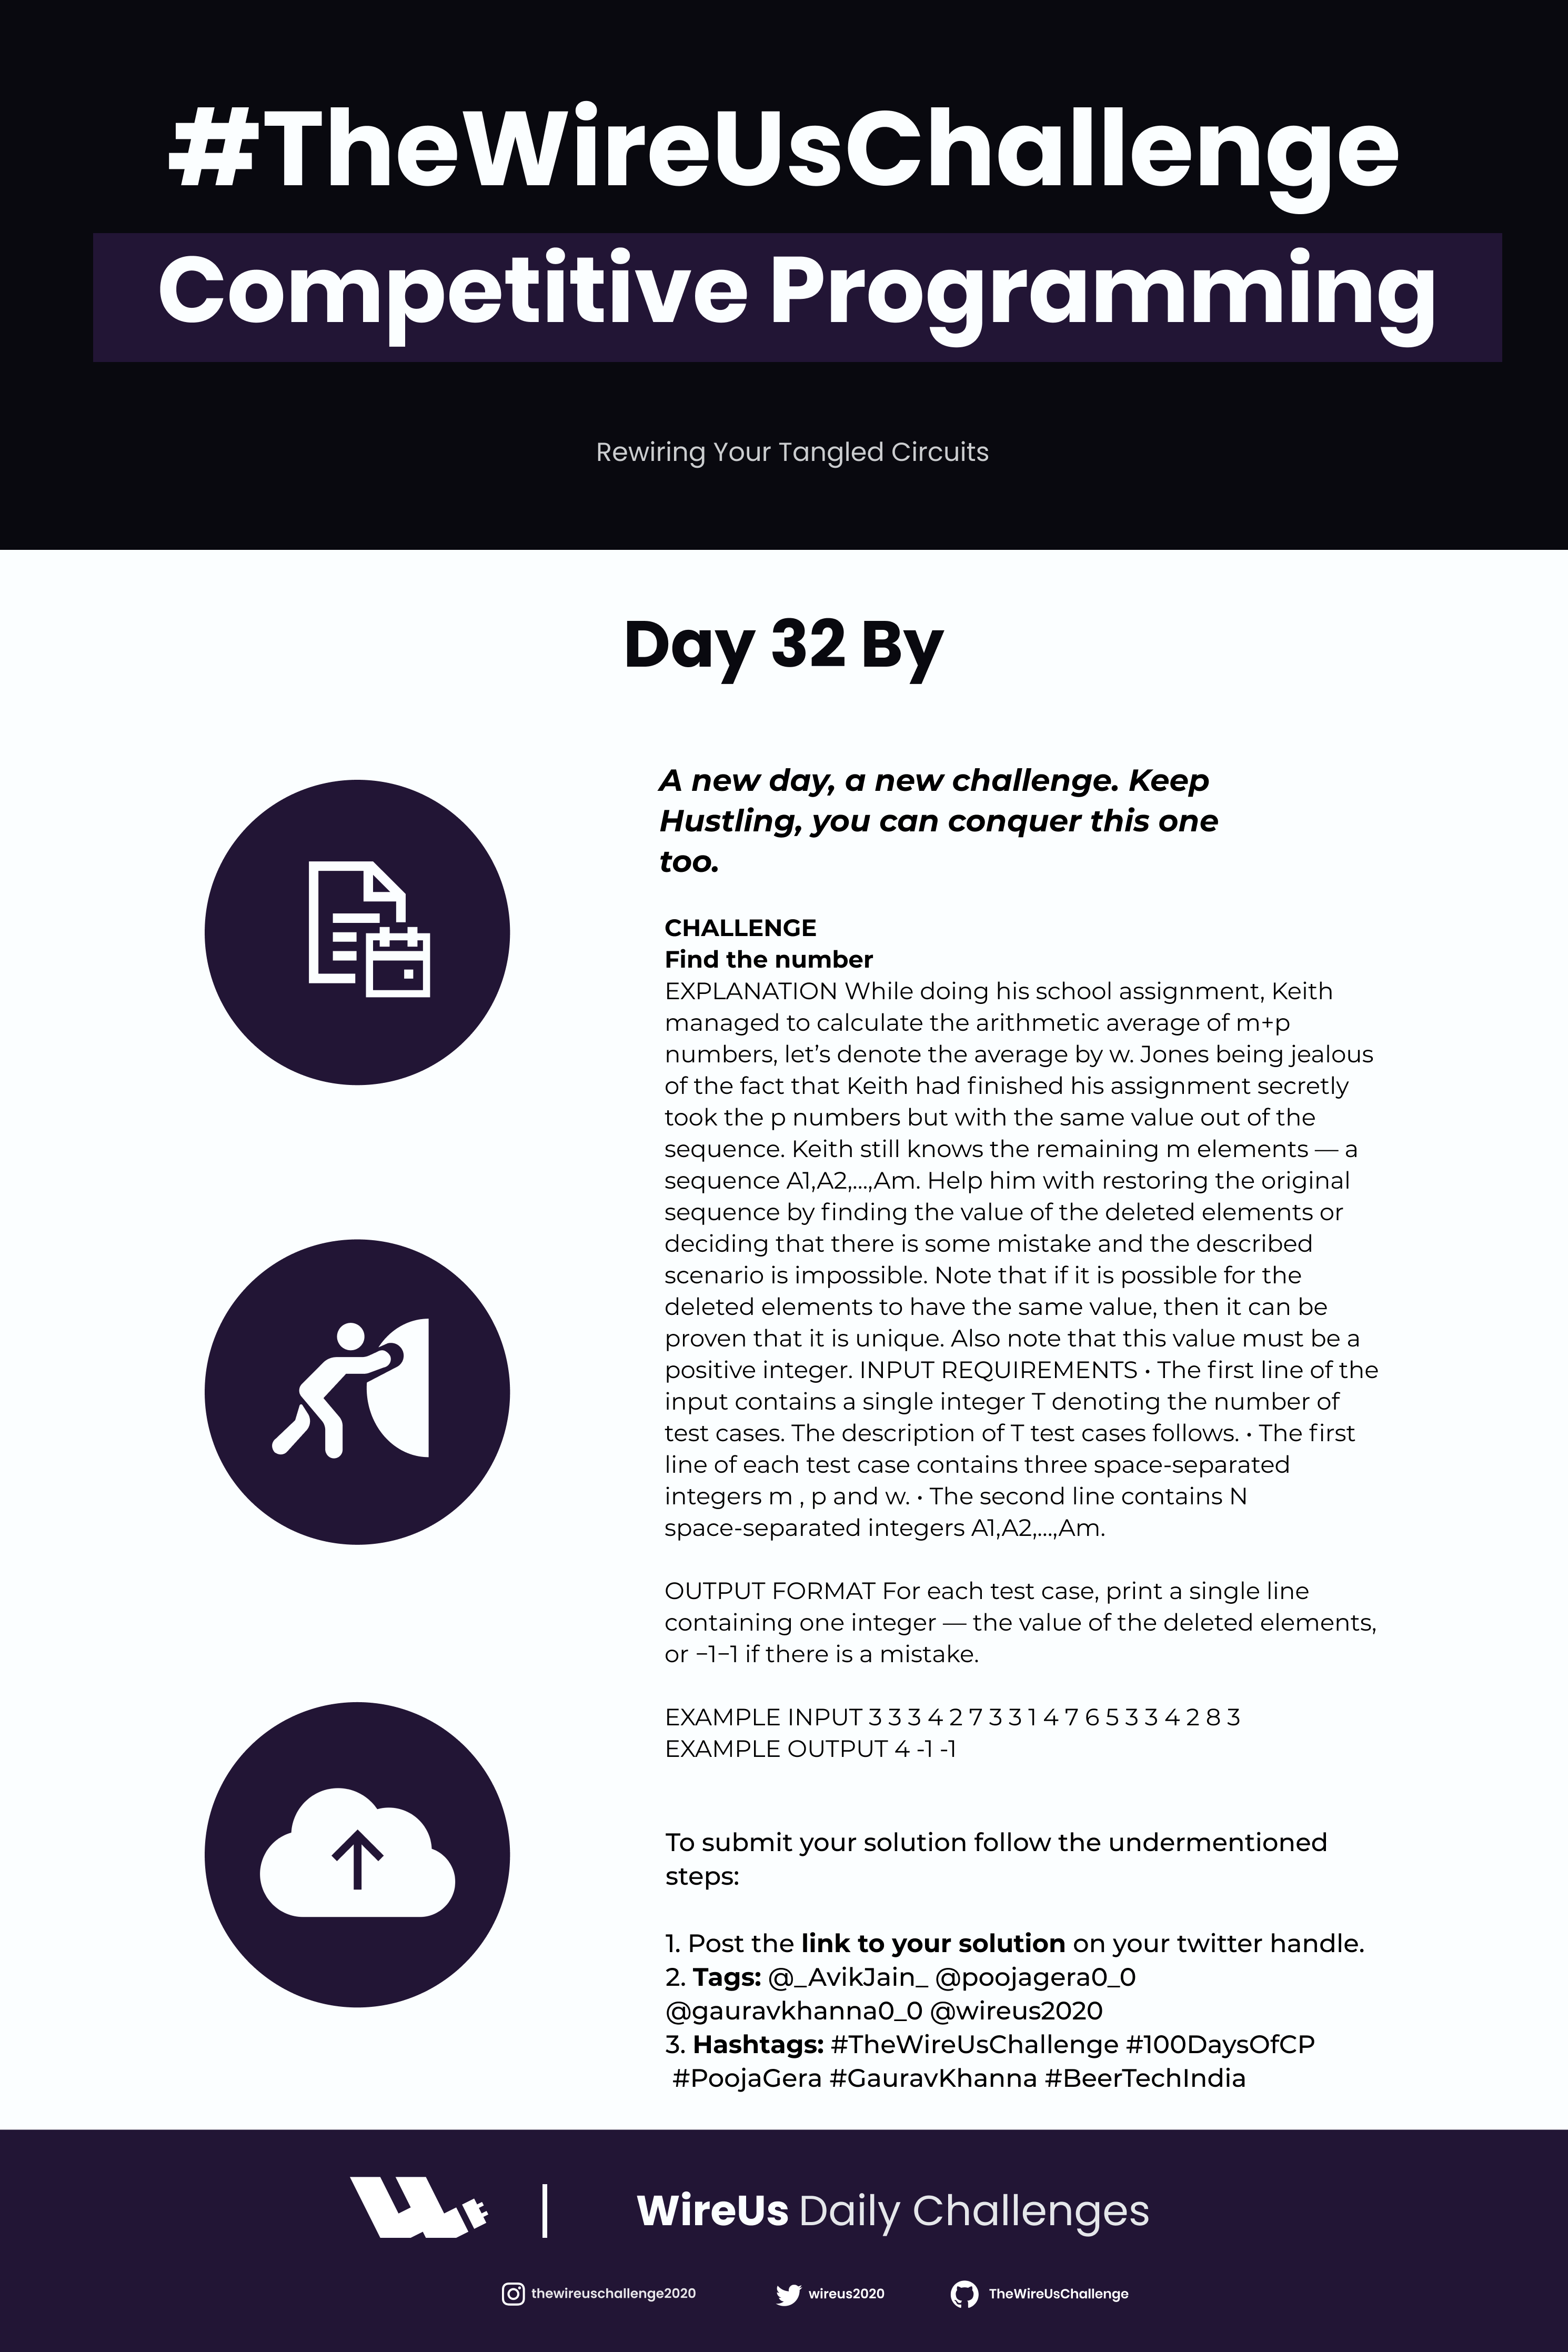 #TheWireUsChallenge
Competitive Programming
Rewiring Your Tangled Circuits
Day 32 By
A new day, a new challenge. Keep
Hustling, you can conquer this one
too.
CHALLENGE
Find the number
EXPLANATION While doing his school assignment, Keith
managed to calculate the arithmetic average of m+p
numbers, let’s denote the average by w. Jones being jealous
of the fact that Keith had finished his assignment secretly
took the p numbers but with the same value out of the
sequence. Keith still knows the remaining m elements — a
sequence A1,A2,…,Am. Help him with restoring the original
sequence by finding the value of the deleted elements or
deciding that there is some mistake and the described
scenario is impossible. Note that if it is possible for the
deleted elements to have the same value, then it can be
proven that it is unique. Also note that this value must be a
positive integer. INPUT REQUIREMENTS • The first line of the
input contains a single integer T denoting the number of
test cases. The description of T test cases follows. • The first
line of each test case contains three space-separated
integers m , p and w. • The second line contains N
space-separated integers A1,A2,…,Am.
OUTPUT FORMAT For each test case, print a single line
containing one integer — the value of the deleted elements,
or −1−1 if there is a mistake.
EXAMPLE INPUT 3 3 3 4 2 7 3 3 1 4 7 6 5 3 3 4 2 8 3
EXAMPLE OUTPUT 4 -1 -1
To submit your solution follow the undermentioned
steps:
1. Post the link to your solution on your twitter handle.
2. Tags: @_AvikJain_ @poojagera0_0
@gauravkhanna0_0 @wireus2020
3. Hashtags: #TheWireUsChallenge #100DaysOfCP
#PoojaGera #GauravKhanna #BeerTechIndia
WireUs Daily Challenges
thewireuschallenge2020 wireus2020 TheWireUsChallenge